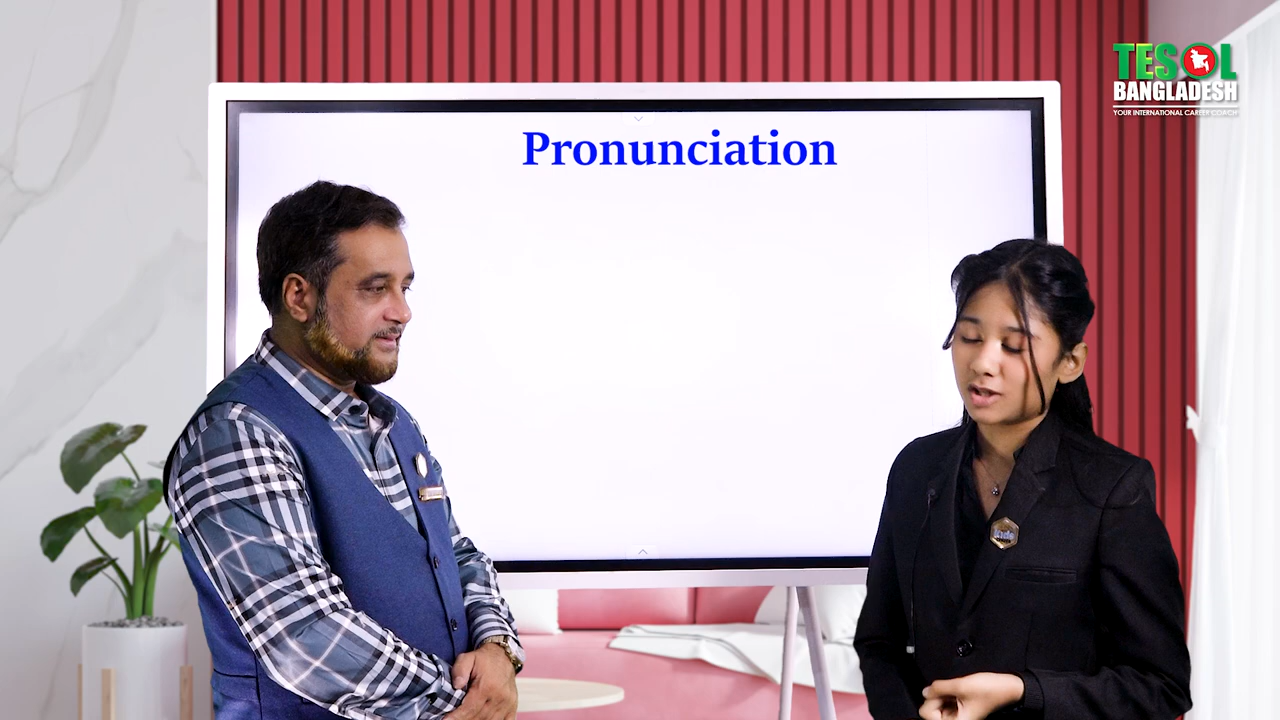 TESOL
BANGLADESH
YOUR INTERNATIONAL CAREER COACH
Pronunciation